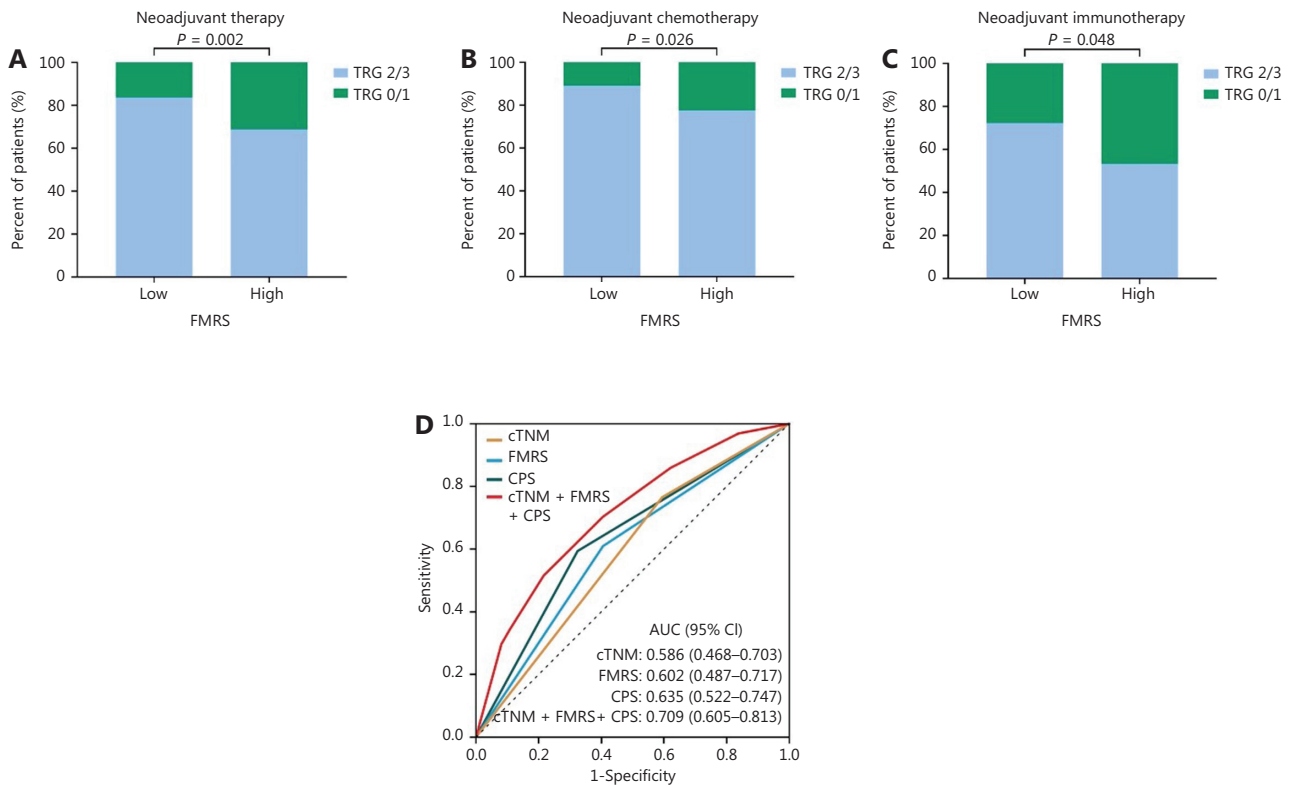 Neoadjuvant therapy
P = 0.002
A
100
80
60
40
20
0
Percent of patients (%)
Low
High
FMRS
TRG 2/3
TRG 0/1
Neoadjuvant chemotherapy
P = 0.026
B
100
80
60
40
20
0
Percent of patients (%)
Low
High
FMRS
TRG 2/3
TRG 0/1
Neoadjuvant immunotherapy
P = 0.048
C
100
80
60
40
20
0
Percent of patients (%)
Low
High
FMRS
TRG 2/3
TRG 0/1
D
1.0
0.8
0.6
0.4
0.2
0.0
Sensitivity
cTNM
FMRS
CPS
cTNM + FMRS
+ CPS
AUC (95% CI)
cTNM: 0.586 (0.468–0.703)
FMRS: 0.602 (0.487–0.717)
CPS: 0.635 (0.522–0.747)
cTNM + FMRS+ CPS: 0.709 (0.605–0.813)
0.0
0.2
0.4
0.6
0.8
1.0
1-Specificity